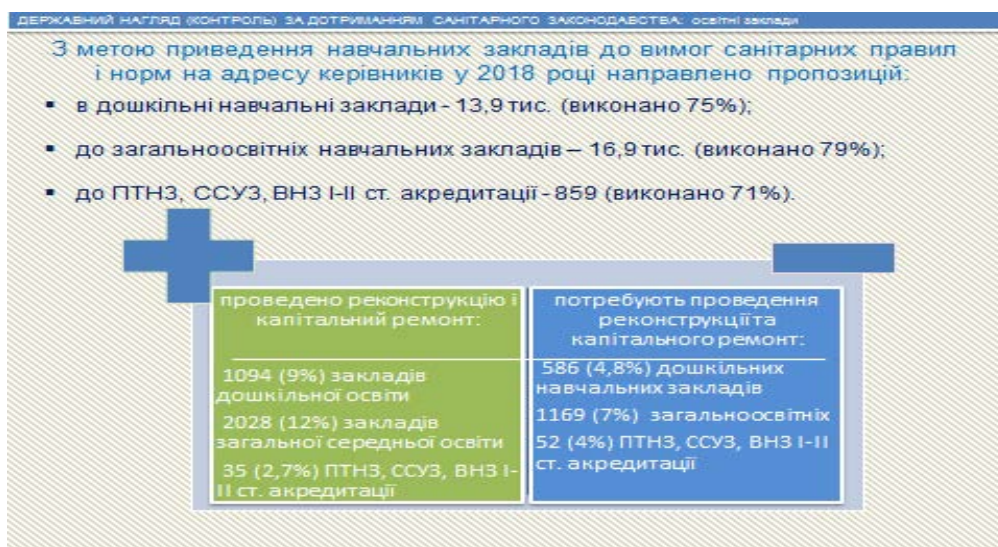 ДЕРЖАВНИЙ НАГЛЯД (КОНТРОЛЬ) ЗА ДОТРИМАННЯМ САНІТАРНОГО ЗАКОНОДАВСТВА: освітні заклади
З метою приведення навчальних закладів до вимог санітарних правил
і норм на адресу керівників у 2018 році направлено пропозицій:
▪ в дошкільні навчальні заклади - 13,9 тис. (виконано 75%);
▪ до загальноосвітніх навчальних закладів – 16,9 тис. (виконано 79%);
▪ до ПТНЗ, ССУЗ, ВНЗ І-ІІ ст. акредитації - 859 (виконано 71%).
проведено реконструкцію і
капітальний ремонт:
1094 (9%) закладів
дошкільної освіти
2028 (12%) закладів
загальної середньої освіти
35 (2,7%) ПТНЗ, ССУЗ, ВНЗ І-
ІІ ст. акредитації
потребують проведення
реконструкції та
капітального ремонт:
586 (4,8%) дошкільних
навчальних закладів
1169 (7%) загальноосвітніх
52 (4%) ПТНЗ, ССУЗ, ВНЗ І-ІІ
ст. акредитації